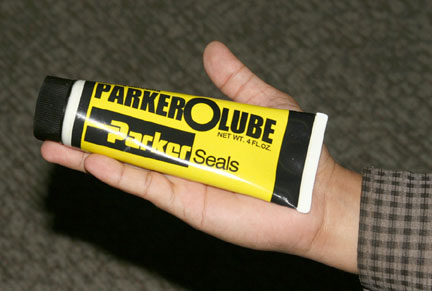 PARKER O LUBE
NET WT. 4 FL.OZ.
Parker Seals